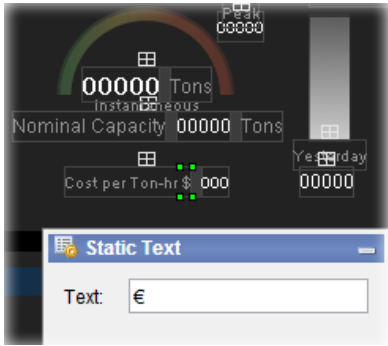 Peak
00000
00000 Tons
Instantaneous
Nominal Capacity 00000 Tons
Yesterday
Cost per Ton-hr $ 000
00000
Static Text
Text: €